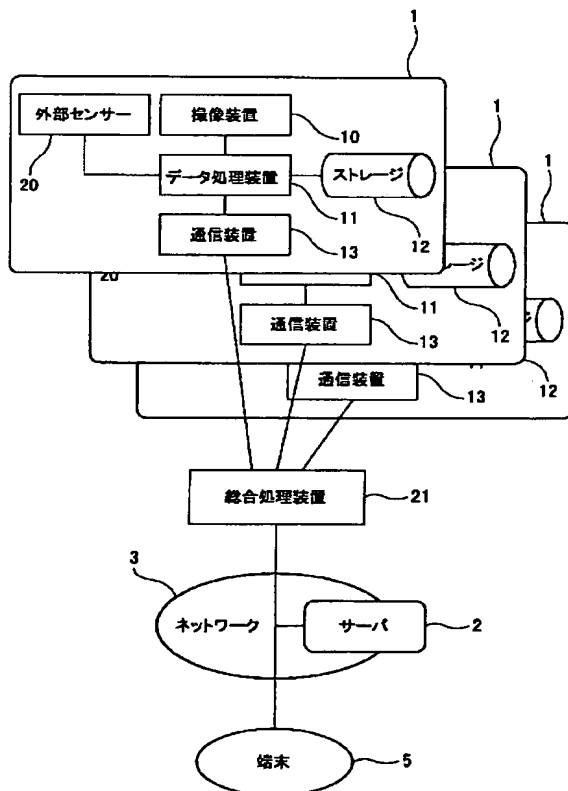 1
外部センサー
撮像装置
20
10
1
データ処理装置
ストレージ
1
11
12
通信装置
13
20
11
レージ
12
通信装置
13
12
通信装置
13
総合処理装置
21
3
ネットワーク
サーバ
2
端末
5